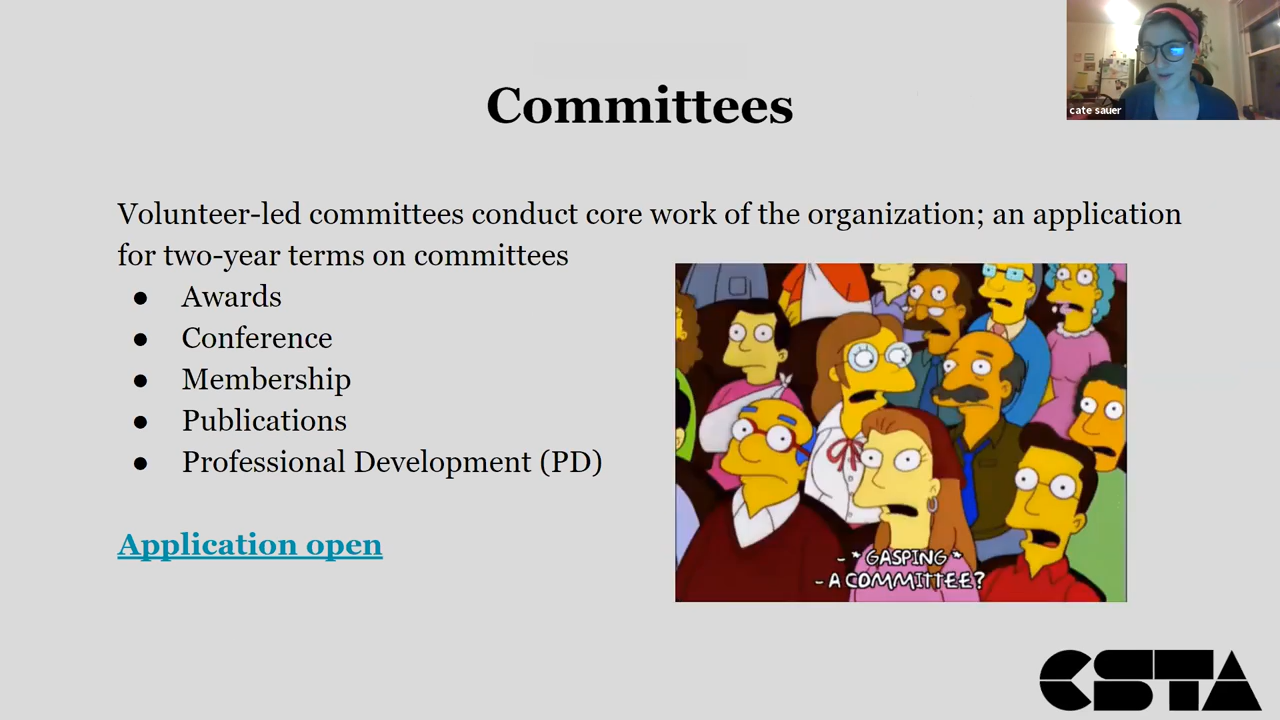 cate sauer
Committees
Volunteer-led committees conduct core work of the organization; an application
for two-year terms on committees
● Awards
● Conference
● Membership
● Publications
● Professional Development (PD)
Application open
- *GASPING*
- A COMMITTEE?
CSTA